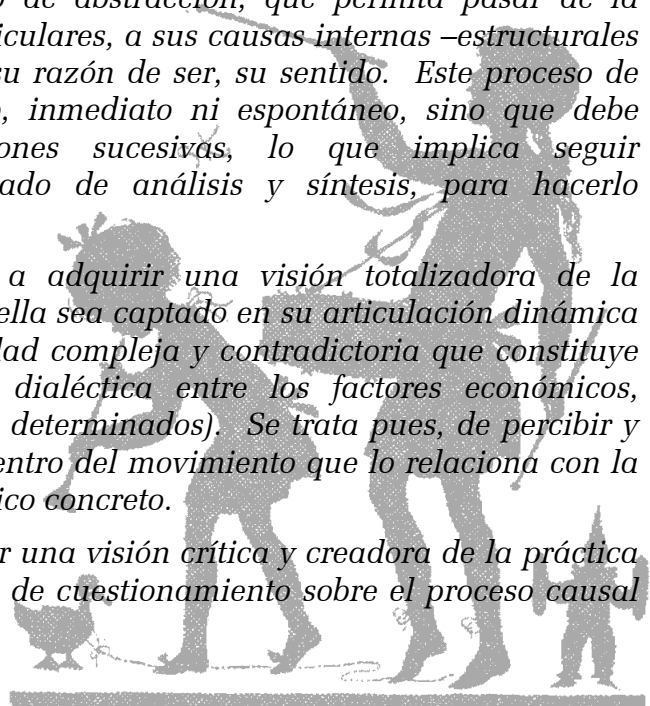 de abstracción, que permita pasar de la
iculares, a sus causas internas –estructurales
su razón de ser, su sentido. Este proceso de
, inmediato ni espontáneo, sino que debe
ones sucesivas, lo que implica seguir
ado de análisis y síntesis, para hacerlo
a adquirir una visión totalizadora de la
ella sea captado en su articulación dinámica
dad compleja y contradictoria que constituye
dialéctica entre los factores económicos,
determinados). Se trata pues, de percibir y
entro del movimiento que lo relaciona con la
ico concreto.
r una visión crítica y creadora de la práctica
de cuestionamiento sobre el proceso causal